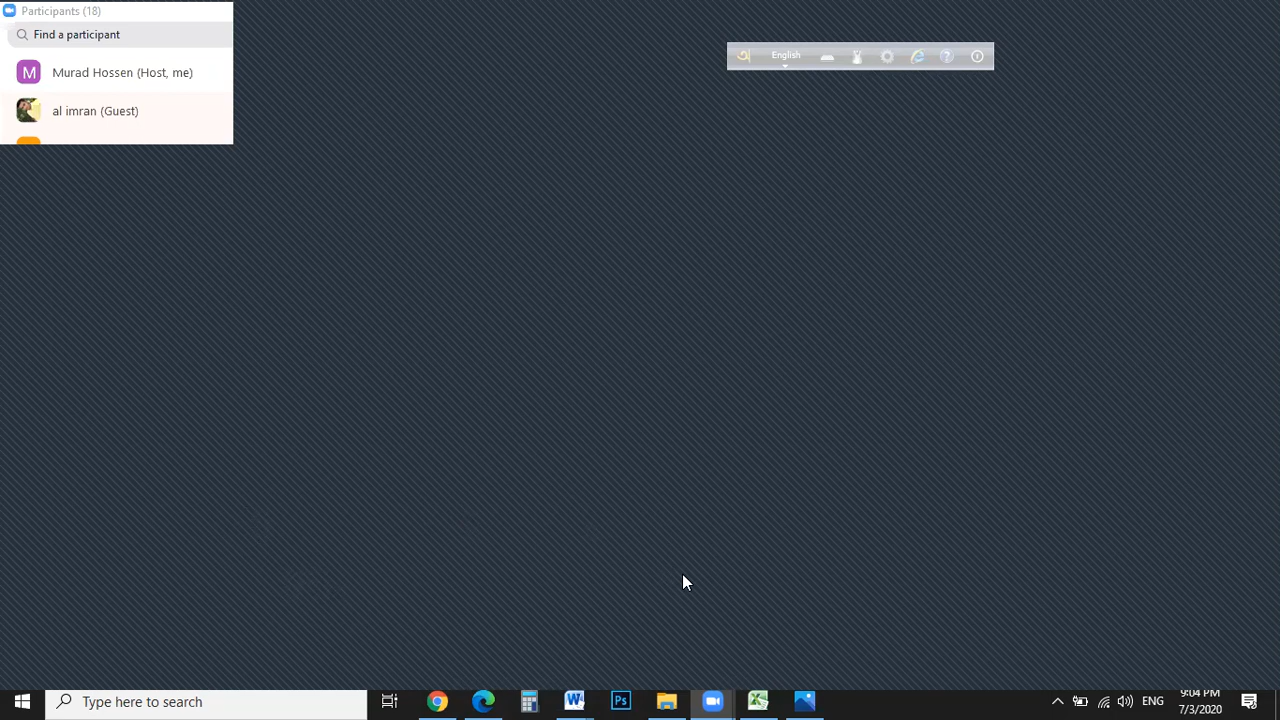 Participants (18)
Find a participant
M Murad Hossen (Host, me)
al imran (Guest)
অ English
Type here to search
W Ps ENG
9:04 PM
7/3/2020